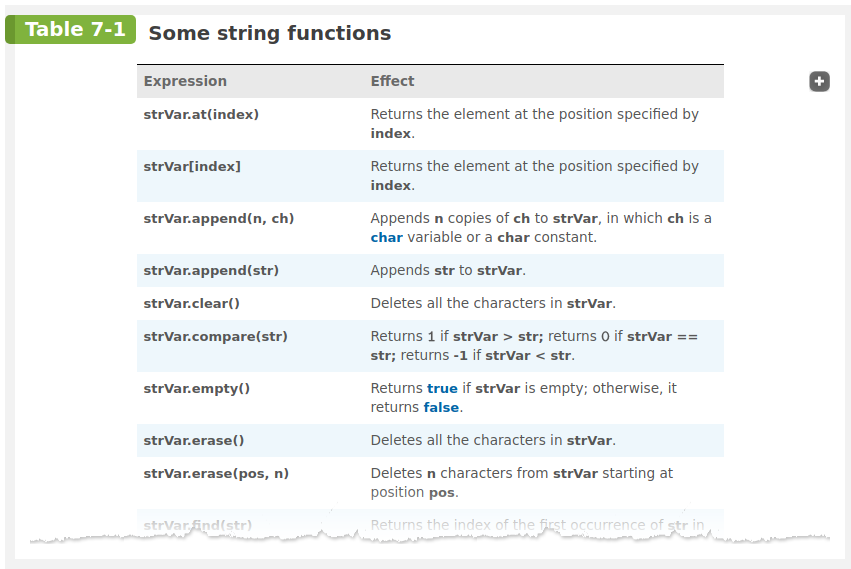 Table 7-1 Some string functions
Expression Effect
strVar.at(index) Returns the element at the position specified by
index.
strVar[index] Returns the element at the position specified by
index.
strVar.append(n, ch) Appends n copies of ch to strVar, in which ch is a
char variable or a char constant.
strVar.append(str) Appends str to strVar.
strVar.clear() Deletes all the characters in strVar.
strVar.compare(str) Returns 1 if strVar > str; returns 0 if strVar ==
str; returns -1 if strVar < str.
strVar.empty() Returns true if strVar is empty; otherwise, it
returns false.
strVar.erase() Deletes all the characters in strVar.
strVar.erase(pos, n) Deletes n characters from strVar starting at
position pos.
strVar.find(str) Returns the index of the first occurrence of str in